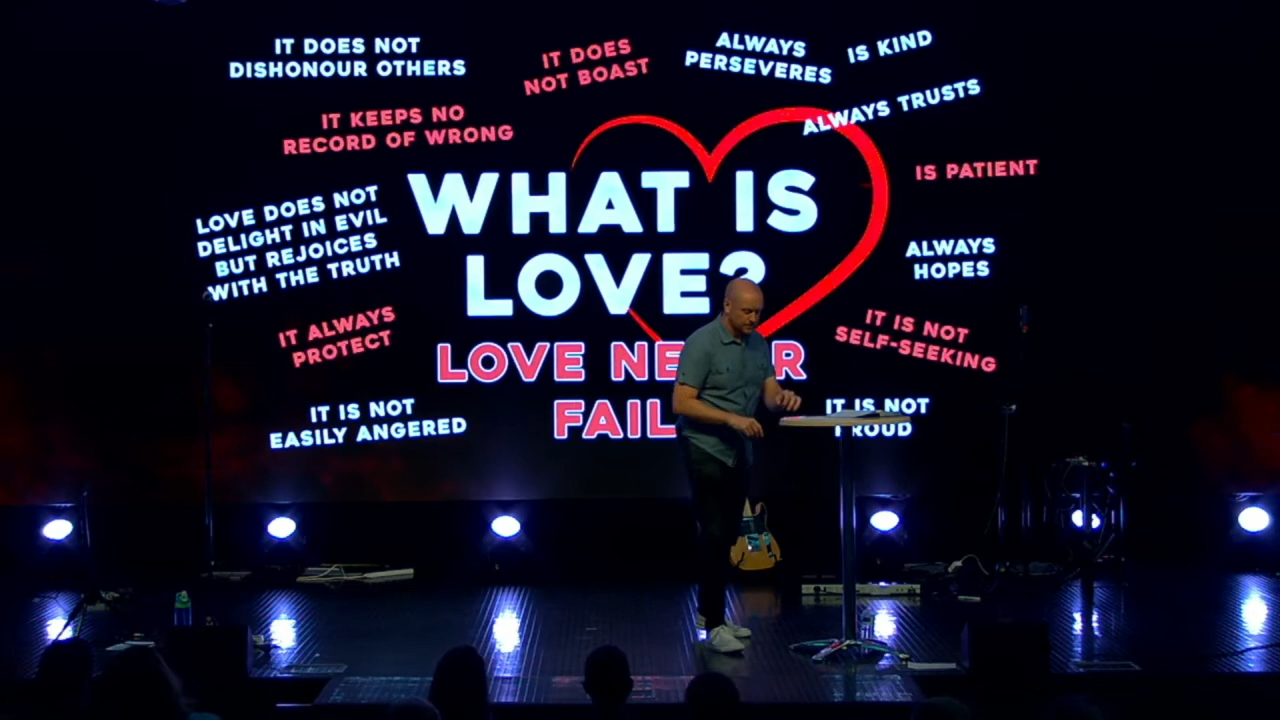 IT DOES NOT
DISHONOUR OTHERS
IT DOES
NOT BOAST
ALWAYS
PERSEVERES
IS KIND
ALWAYS TRUSTS
IT KEEPS NO
RECORD OF WRONG
IS PATIENT
WHAT IS
LOVE?
LOVE DOES NOT
DELIGHT IN EVIL
BUT REJOICES
WITH THE TRUTH
ALWAYS
HOPES
IT ALWAYS
PROTECT
IT IS NOT
SELF-SEEKING
LOVE
FAIL
IT IS NOT
EASILY ANGERED
IT IS NOT
PROUD